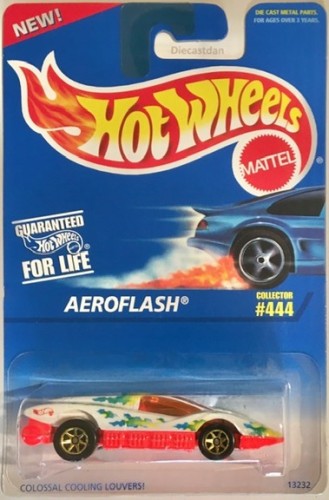 NEW!
Diecastdan
DIE CAST METAL PARTS.
FOR AGES OVER 3 YEARS.
HOT WHEELS
MATTEL
GUARANTEED
Hot Wheels
FOR LIFE
AEROFLASH®
COLLECTOR
#444
COLOSSAL COOLING LOUVERS!
13232